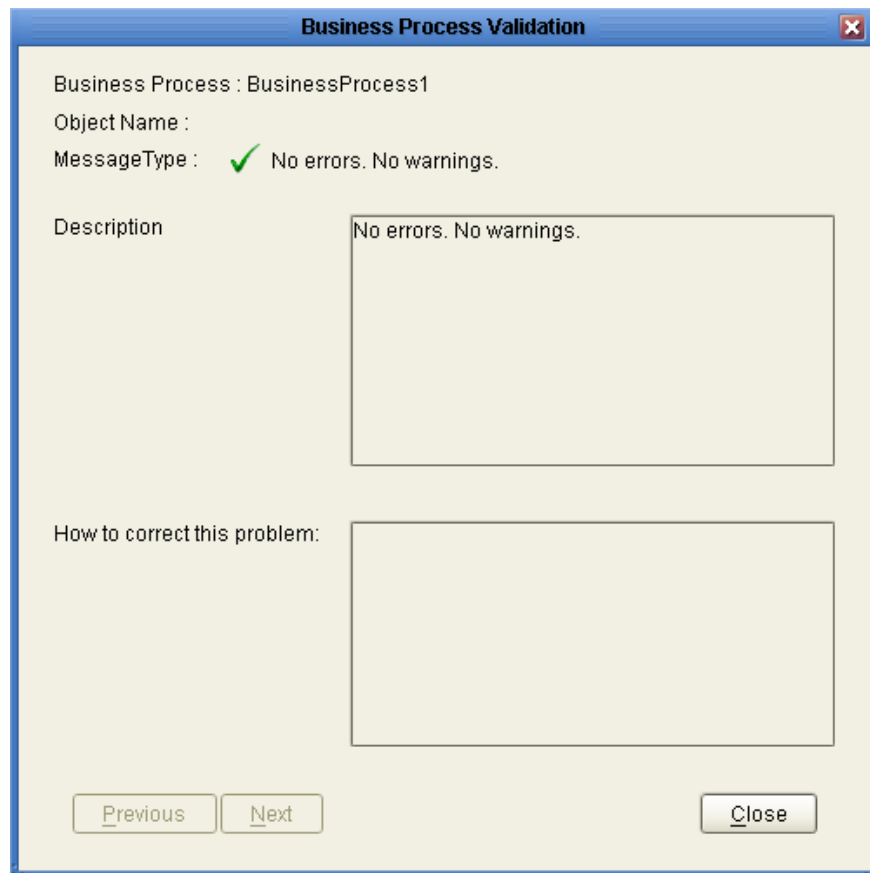 Business Process Validation
Business Process : BusinessProcess1
Object Name :
MessageType : No errors. No warnings.
Description
No errors. No warnings.
How to correct this problem:
Previous
Next
Close